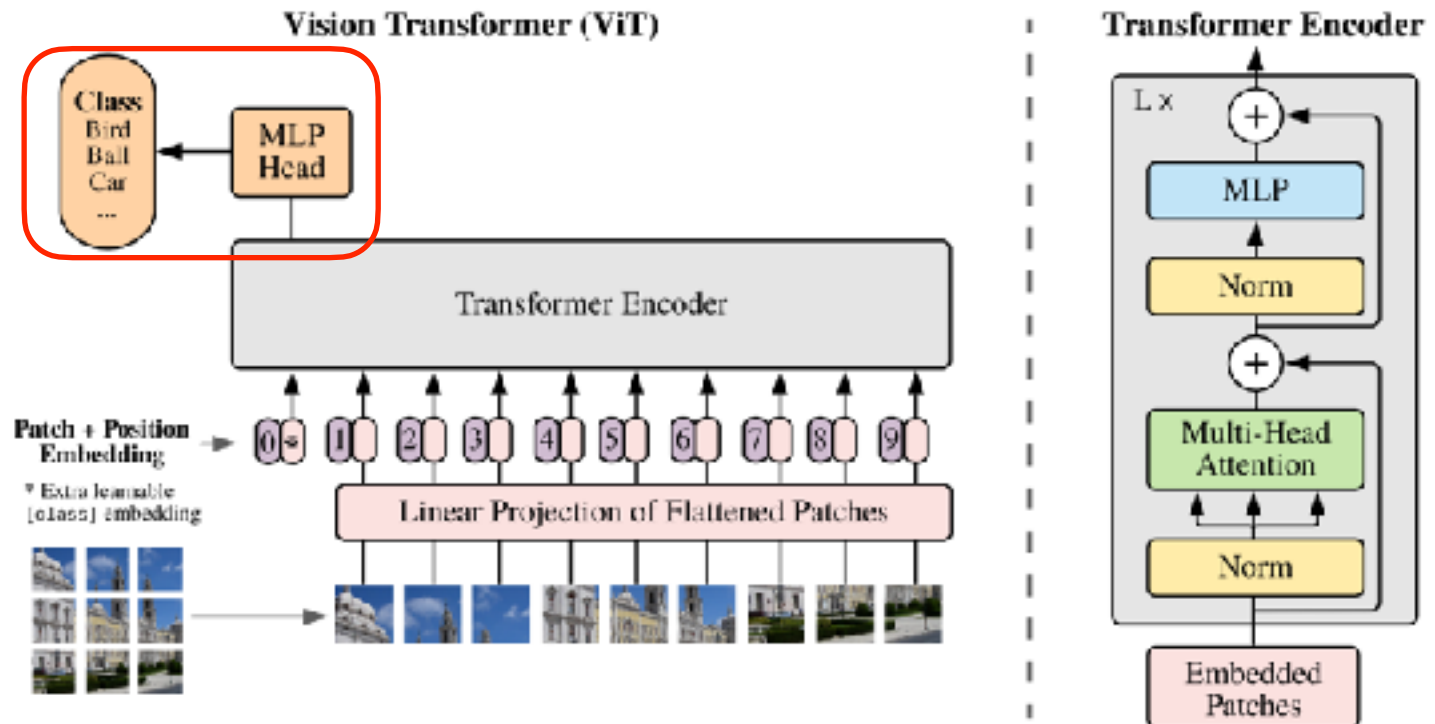 Vision Transformer (ViT)
Class
Bird
Ball
Car
...
MLP
Head
Transformer Encoder
Patch + Position
Embedding
* Extra learnable
[class] embedding
0 * 1 2 3 4 5 6 7 8 9
Linear Projection of Flattened Patches
Transformer Encoder
L x
+
MLP
Norm
+
Multi-Head
Attention
Norm
Embedded
Patches